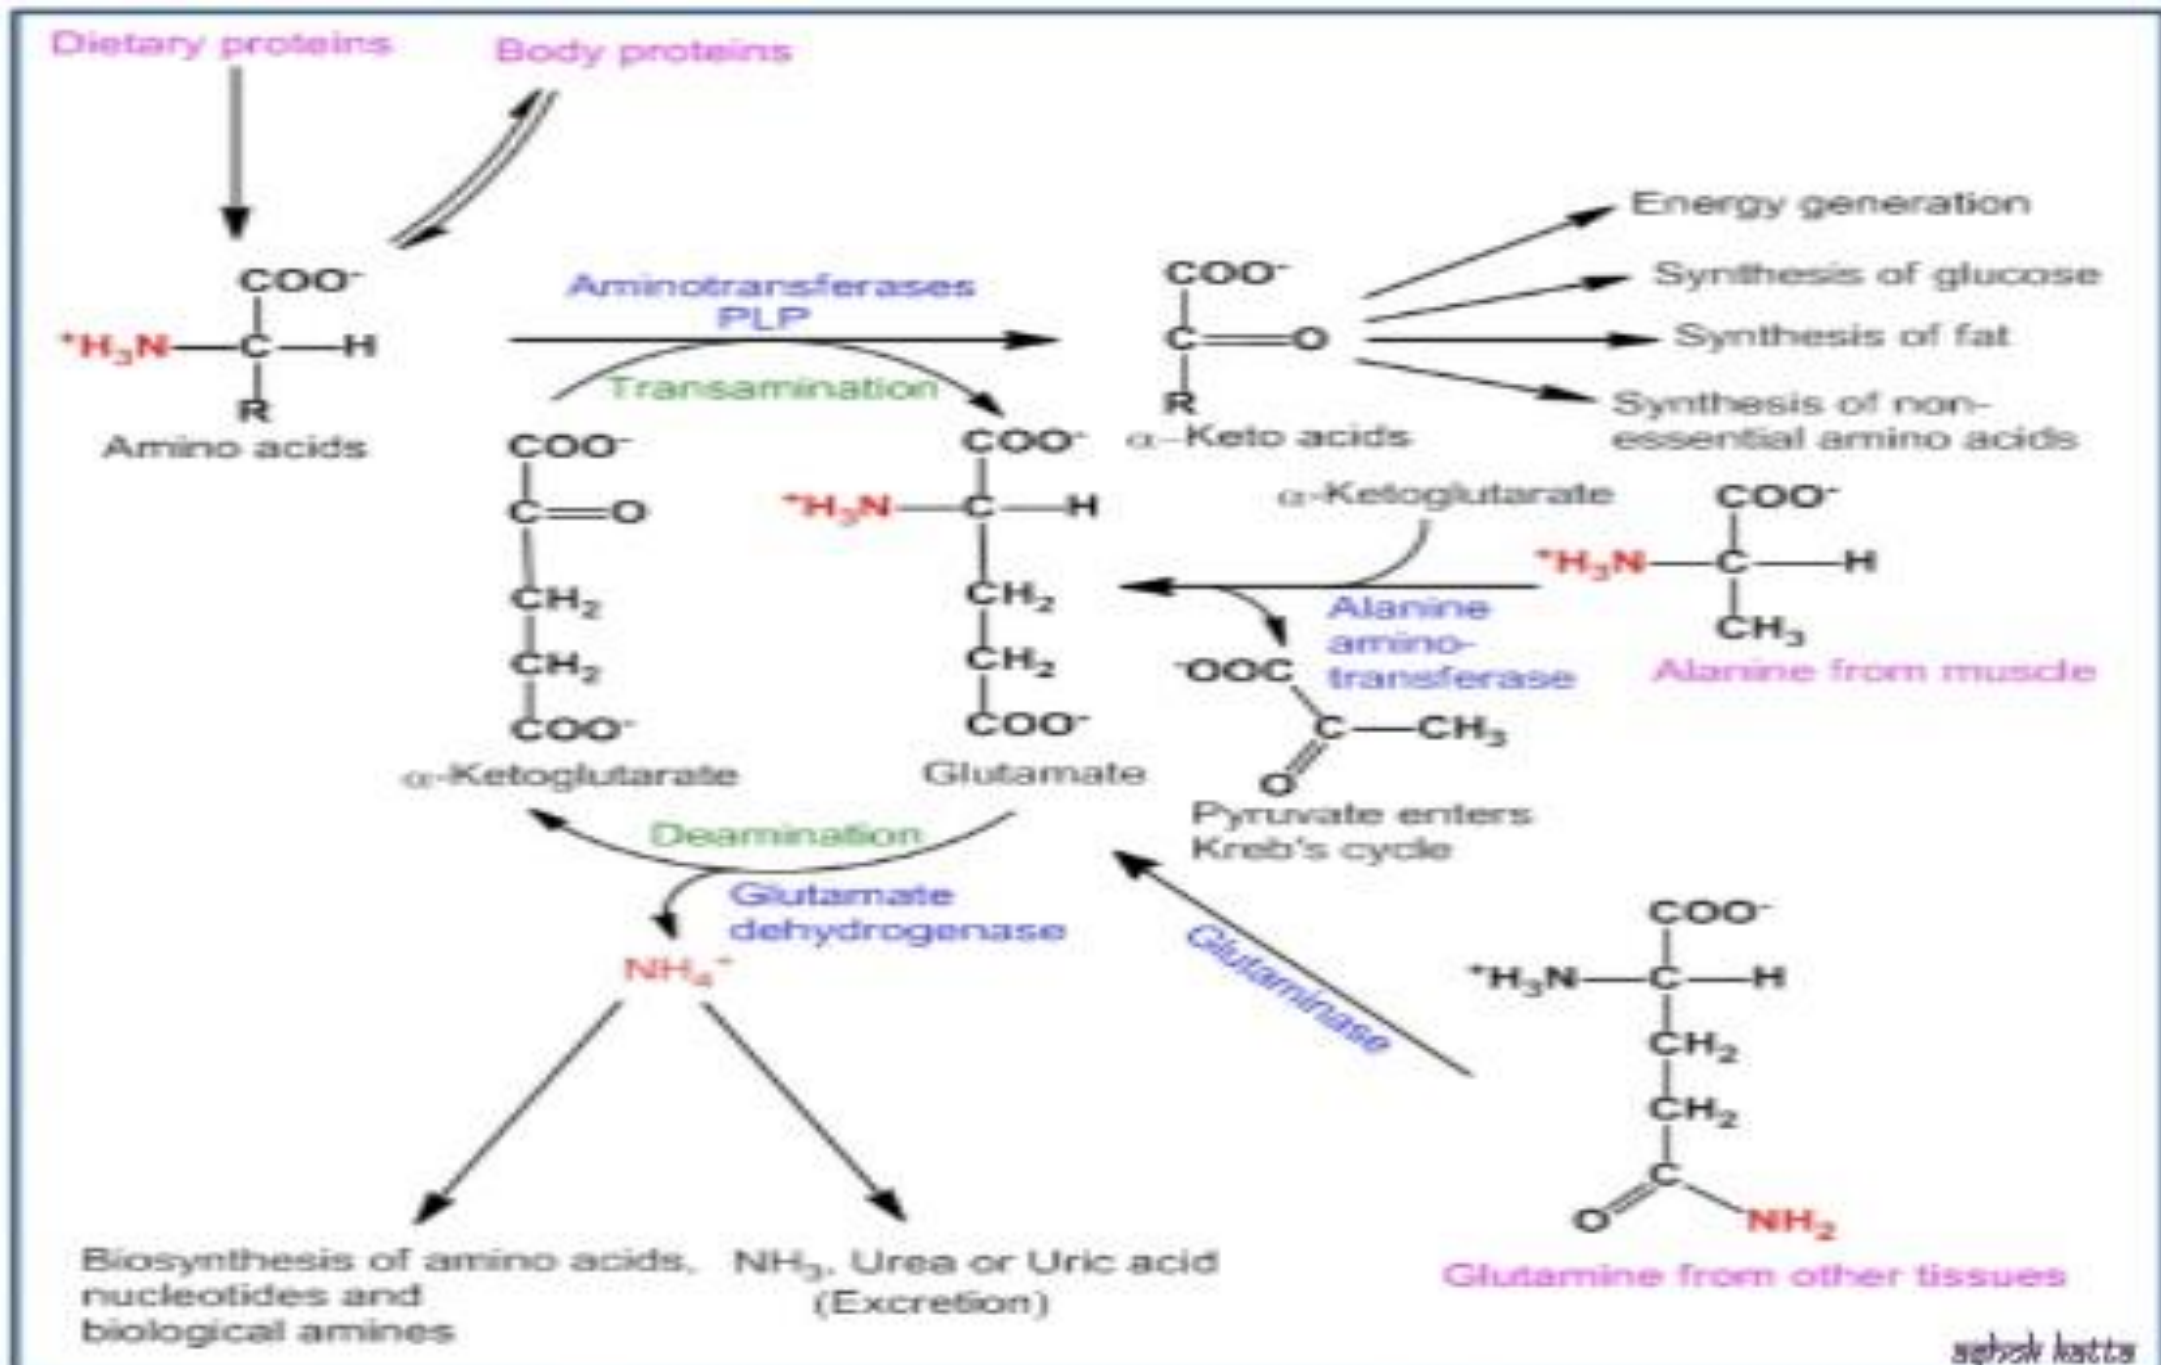 Dietary proteins
Body proteins
Energy generation
Synthesis of glucose
Synthesis of fat
Synthesis of non-
essential amino acids
COO⁻
⁺H₃N—C—H
R
Amino acids
Aminotransferases
PLP
Transamination
COO⁻
C=O
R
α-Keto acids
COO⁻
C=O
CH₂
CH₂
COO⁻
α-Ketoglutarate
COO⁻
⁺H₃N—C—H
CH₂
CH₂
COO⁻
Glutamate
α-Ketoglutarate
Alanine
amino-
transferase
COO⁻
⁺H₃N—C—H
CH₃
Alanine from muscle
⁻OOC
C—CH₃
O
Pyruvate enters
Kreb's cycle
Deamination
Glutamate
dehydrogenase
NH₄⁺
Glutaminase
COO⁻
⁺H₃N—C—H
CH₂
CH₂
C
O
NH₂
Glutamine from other tissues
Biosynthesis of amino acids,
nucleotides and
biological amines
NH₃, Urea or Uric acid
(Excretion)
ashok katta